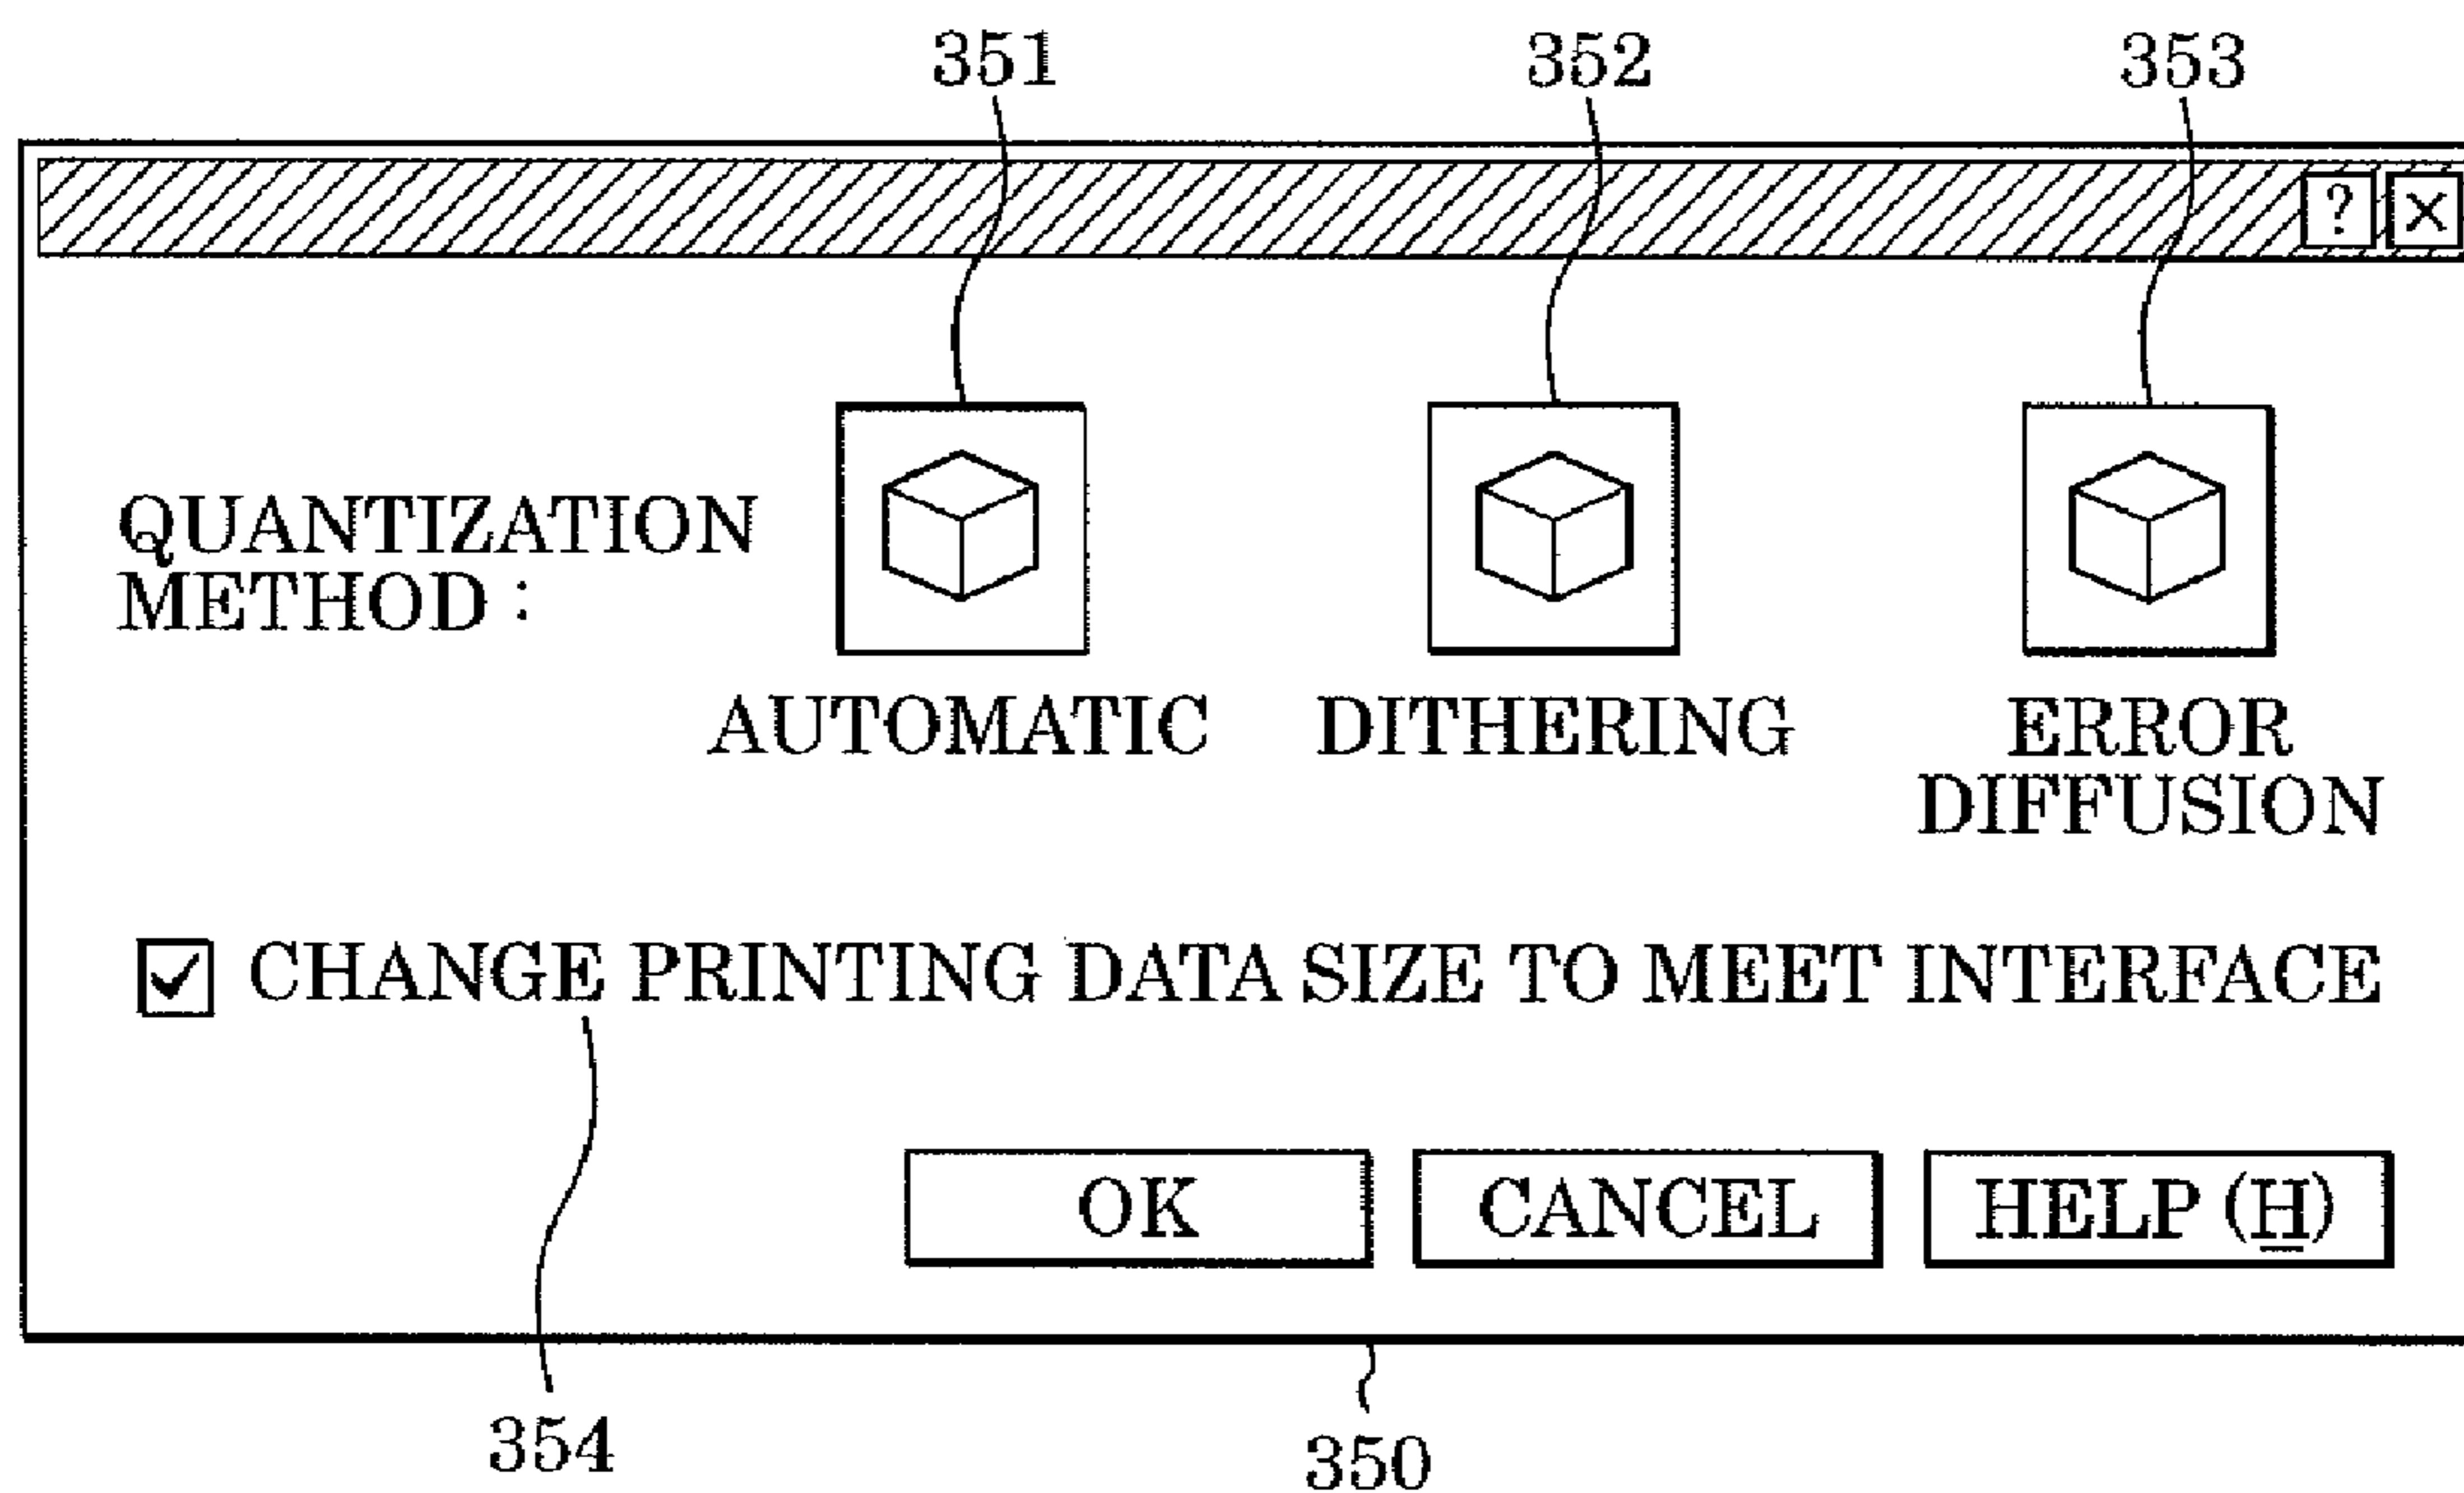 351 352 353
? ×
QUANTIZATION
METHOD :
AUTOMATIC DITHERING ERROR
DIFFUSION
CHANGE PRINTING DATA SIZE TO MEET INTERFACE
OK CANCEL HELP (H)
354 350